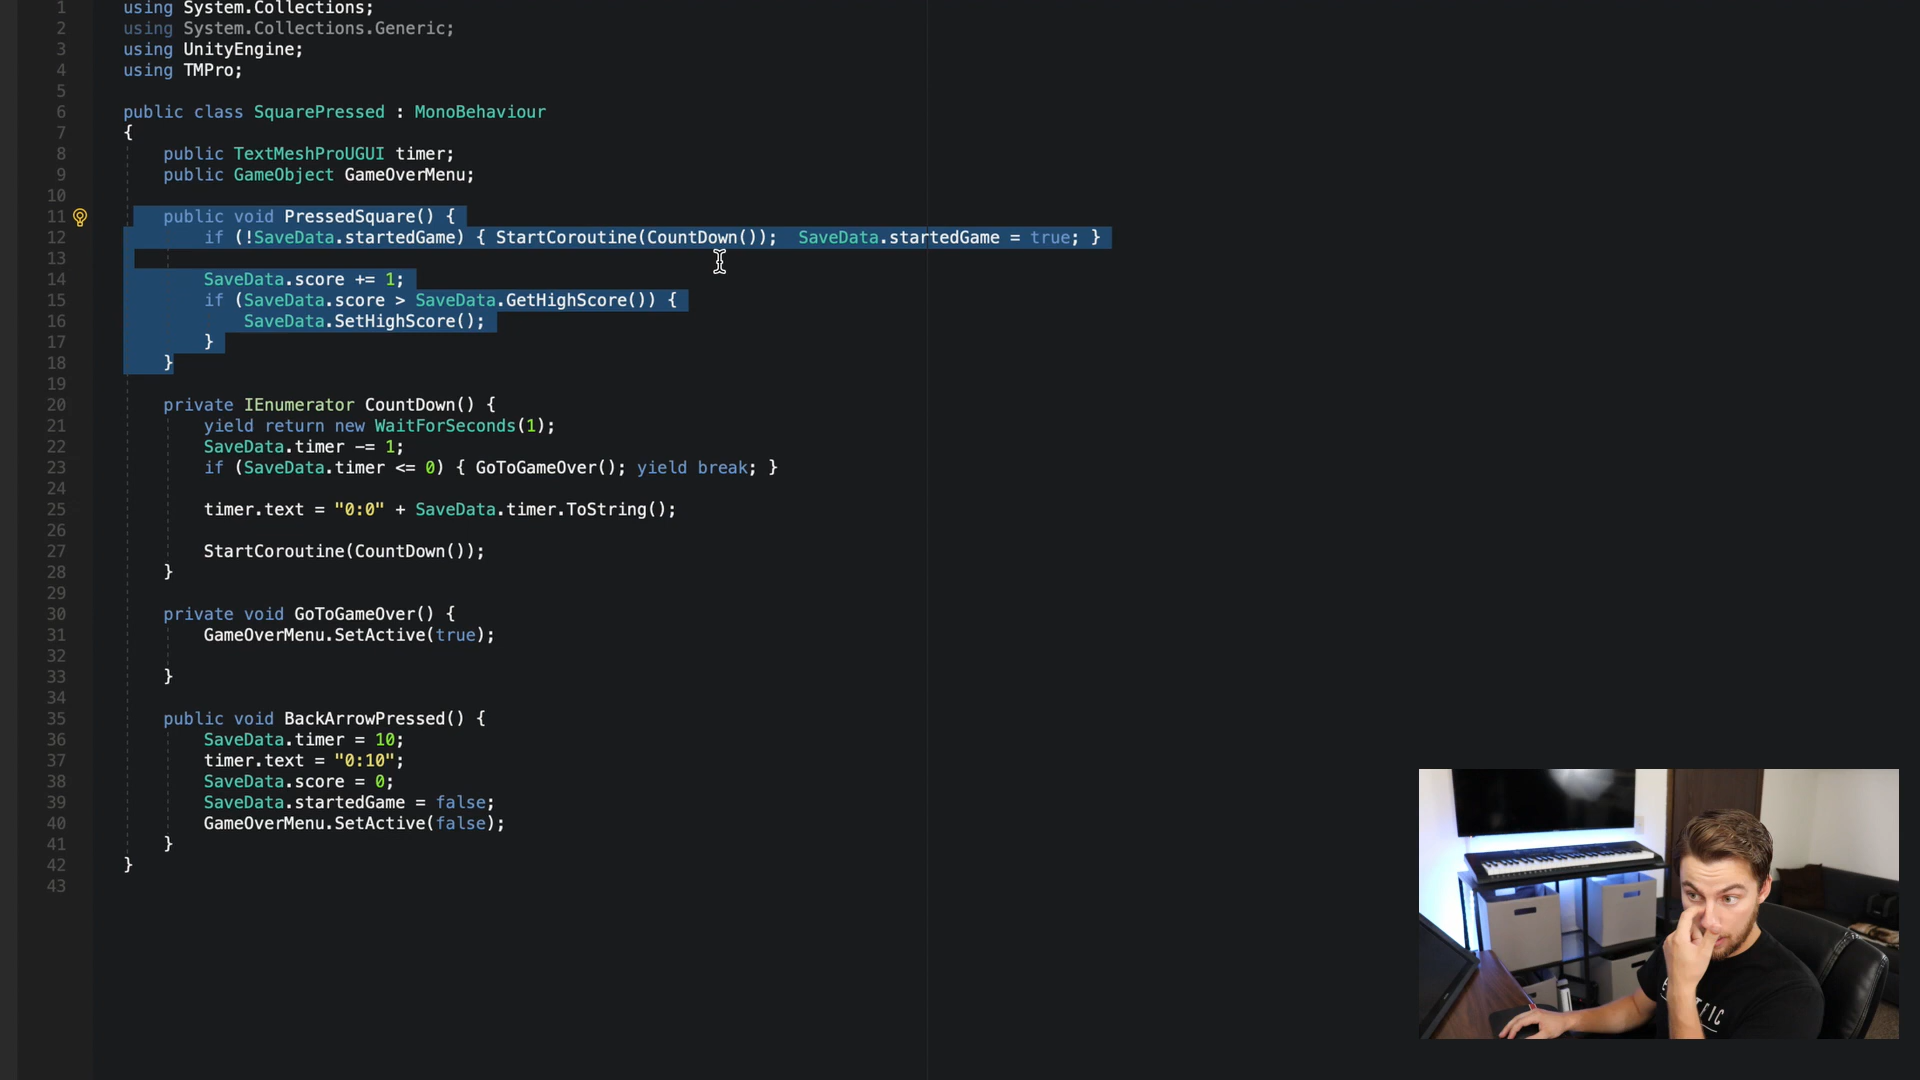 1 using System.Collections;
2 using System.Collections.Generic;
3 using UnityEngine;
4 using TMPro;
5
6 public class SquarePressed : MonoBehaviour
7 {
8 public TextMeshProUGUI timer;
9 public GameObject GameOverMenu;
10
11 public void PressedSquare() {
12 if (!SaveData.startedGame) { StartCoroutine(CountDown());  SaveData.startedGame = true; }
13
14 SaveData.score += 1;
15 if (SaveData.score > SaveData.GetHighScore()) {
16 SaveData.SetHighScore();
17 }
18 }
19
20 private IEnumerator CountDown() {
21 yield return new WaitForSeconds(1);
22 SaveData.timer -= 1;
23 if (SaveData.timer <= 0) { GoToGameOver(); yield break; }
24
25 timer.text = "0:0" + SaveData.timer.ToString();
26
27 StartCoroutine(CountDown());
28 }
29
30 private void GoToGameOver() {
31 GameOverMenu.SetActive(true);
32
33 }
34
35 public void BackArrowPressed() {
36 SaveData.timer = 10;
37 timer.text = "0:10";
38 SaveData.score = 0;
39 SaveData.startedGame = false;
40 GameOverMenu.SetActive(false);
41 }
42 }
43